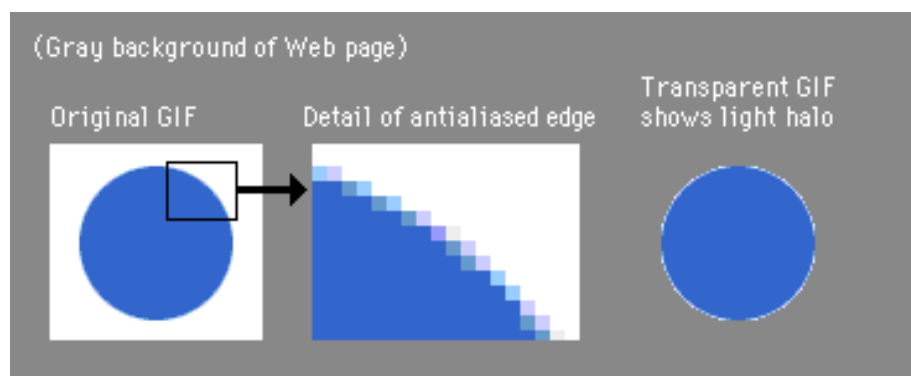 (Gray background of Web page)
Original GIF
Detail of antialiased edge
Transparent GIF
shows light halo